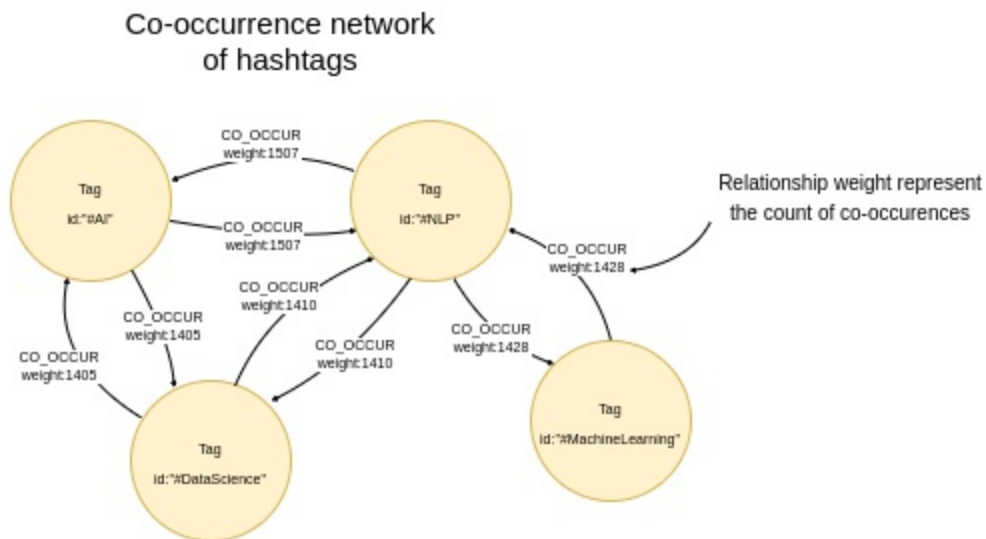 Co-occurrence network
of hashtags
CO_OCCUR
weight:1507
Tag
id:"#AI"
Tag
id:"#NLP"
Relationship weight represent
the count of co-occurences
CO_OCCUR
weight:1507
CO_OCCUR
weight:1428
CO_OCCUR
weight:1410
CO_OCCUR
weight:1405
CO_OCCUR
weight:1428
CO_OCCUR
weight:1410
CO_OCCUR
weight:1405
Tag
id:"#MachineLearning"
Tag
id:"#DataScience"